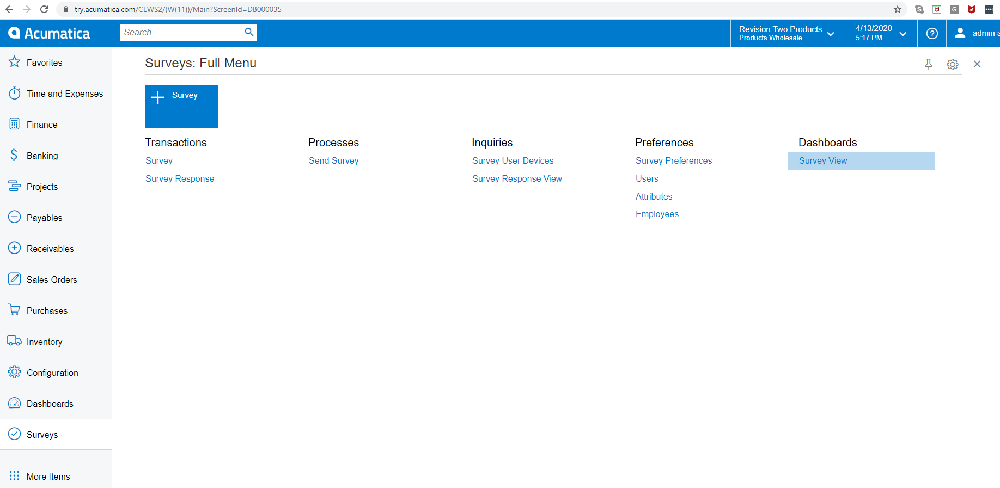 try.acumatica.com/CEWS2/(W(11))/Main?ScreenId=DB000035
Acumatica
Search...
Revision Two Products
Products Wholesale
4/13/2020
5:17 PM
admin a
Favorites
Time and Expenses
Finance
Banking
Projects
Payables
Receivables
Sales Orders
Purchases
Inventory
Configuration
Dashboards
Surveys
More Items
Surveys: Full Menu
Survey
Transactions
Survey
Survey Response
Processes
Send Survey
Inquiries
Survey User Devices
Survey Response View
Preferences
Survey Preferences
Users
Attributes
Employees
Dashboards
Survey View